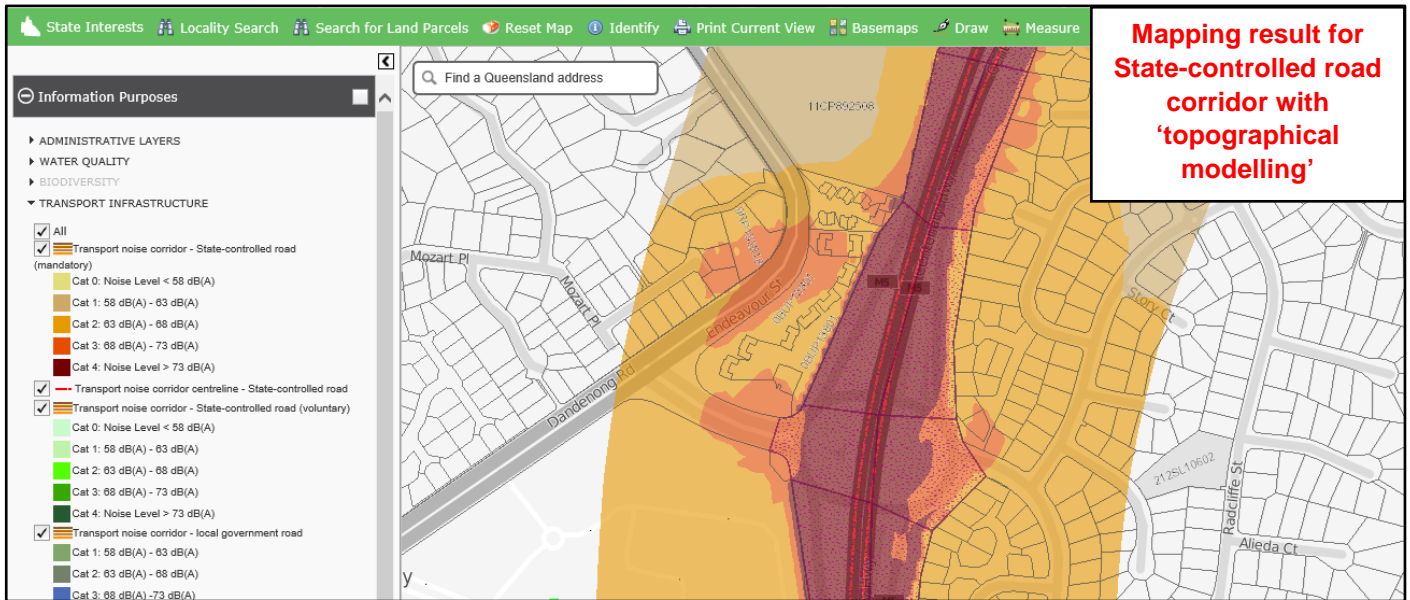 State Interests Locality Search Search for Land Parcels Reset Map Identify Print Current View Basemaps Draw Measure
Mapping result for
State-controlled road
corridor with
‘topographical
modelling’
Find a Queensland address
Information Purposes
ADMINISTRATIVE LAYERS
WATER QUALITY
BIODIVERSITY
TRANSPORT INFRASTRUCTURE
All
Transport noise corridor - State-controlled road
(mandatory)
Cat 0: Noise Level < 58 dB(A)
Cat 1: 58 dB(A) - 63 dB(A)
Cat 2: 63 dB(A) - 68 dB(A)
Cat 3: 68 dB(A) - 73 dB(A)
Cat 4: Noise Level > 73 dB(A)
Transport noise corridor centreline - State-controlled road
Transport noise corridor - State-controlled road (voluntary)
Cat 0: Noise Level < 58 dB(A)
Cat 1: 58 dB(A) - 63 dB(A)
Cat 2: 63 dB(A) - 68 dB(A)
Cat 3: 68 dB(A) - 73 dB(A)
Cat 4: Noise Level > 73 dB(A)
Transport noise corridor - local government road
Cat 1: 58 dB(A) - 63 dB(A)
Cat 2: 63 dB(A) - 68 dB(A)
Cat 3: 68 dB(A) -73 dB(A)
11CP892508
Mozart Pl
Mozart Pl
Endeavour St
Dandenong Rd
M5
M5
Story Ct
212SL10602
Radcliffe St
Alieda Ct
y